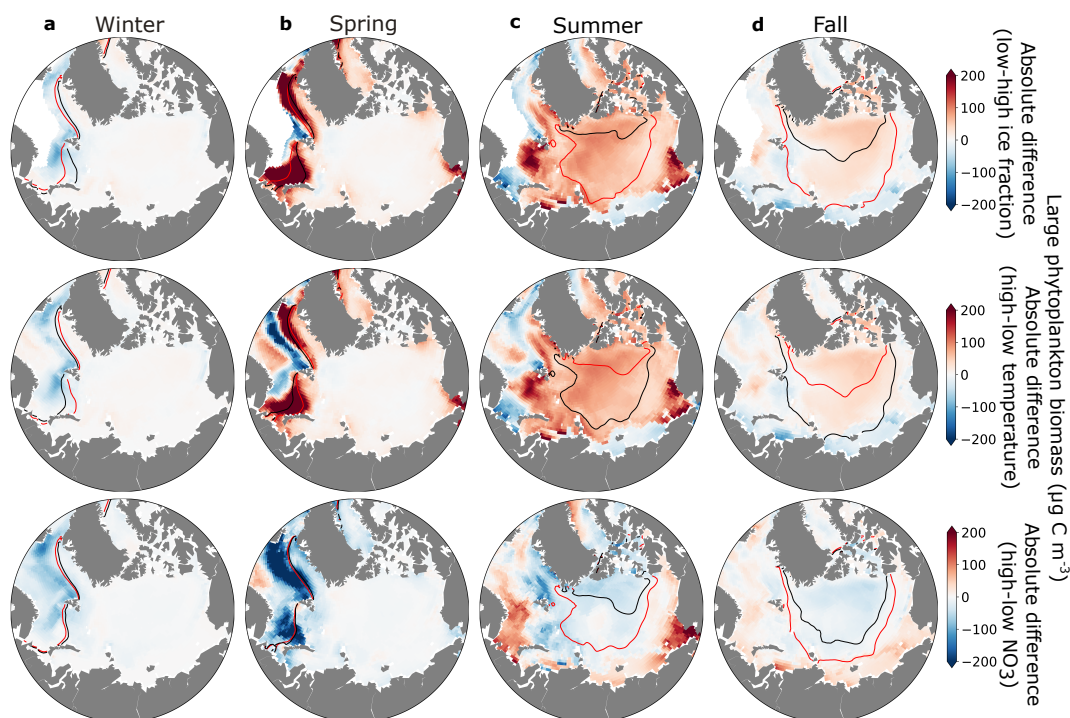 a Winter
b Spring
c Summer
d Fall
200
100
0
−100
−200
Absolute difference
(low-high ice fraction)
200
100
0
−100
−200
Absolute difference
(high-low temperature)
200
100
0
−100
−200
Absolute difference
(high-low NO3)
Large phytoplankton biomass (μg C m⁻³)